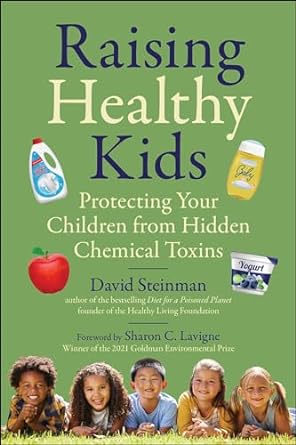 Raising
Healthy
Kids
Baby
Protecting Your
Children from Hidden
Chemical Toxins
Yogurt
David Steinman
author of the bestselling Diet for a Poisoned Planet
founder of the Healthy Living Foundation
Foreword by Sharon C. Lavigne
Winner of the 2021 Goldman Environmental Prize